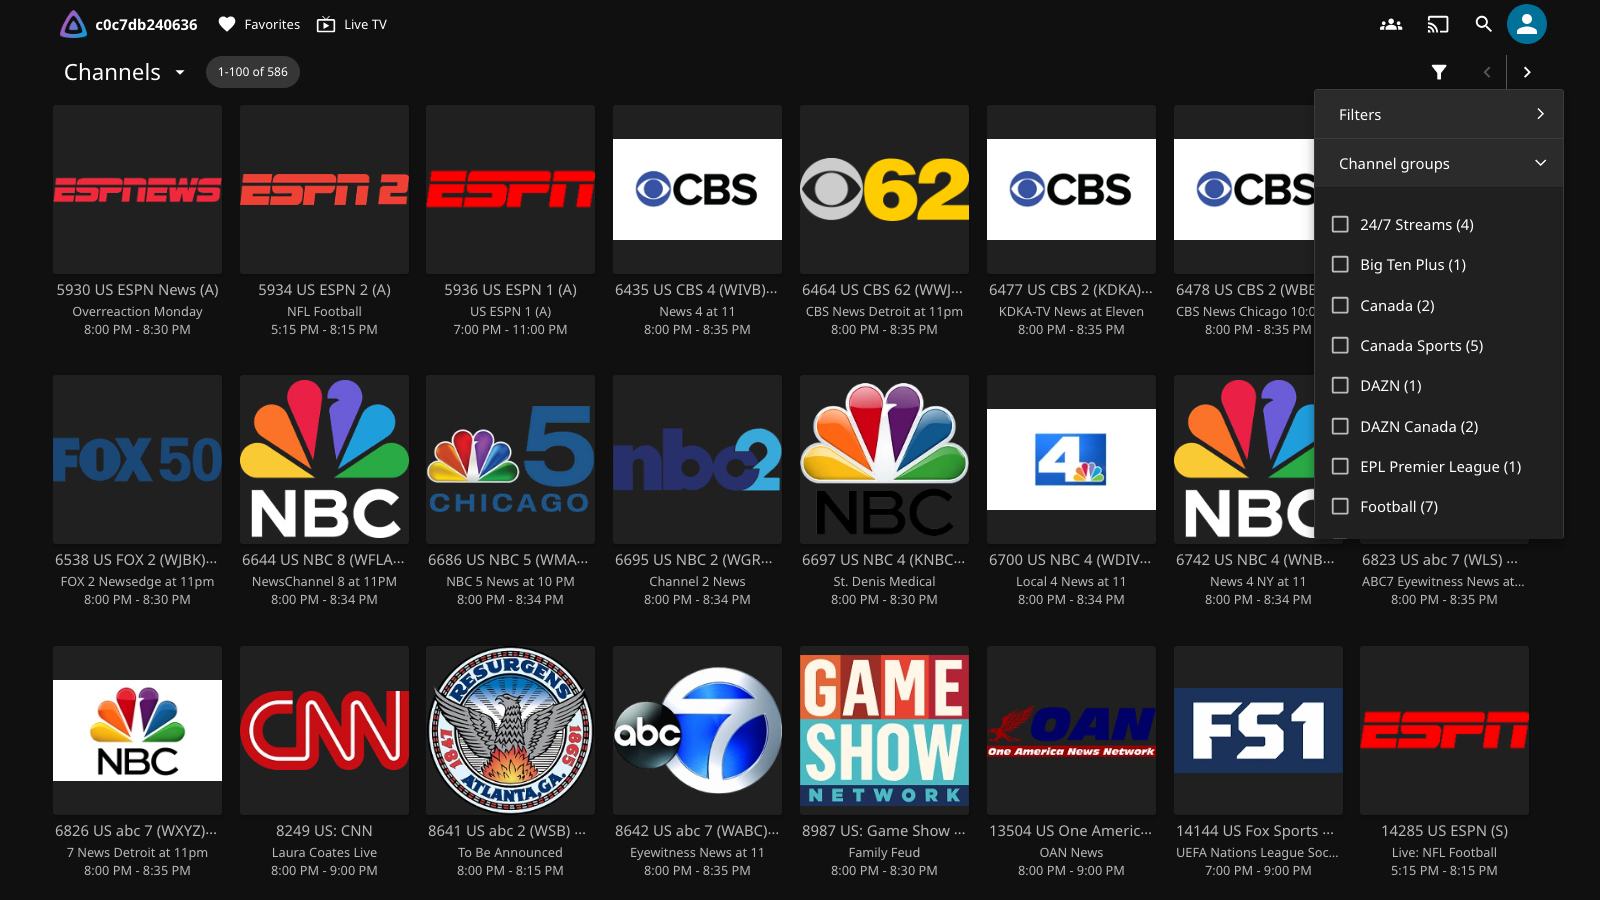 c0c7db240636
Favorites
Live TV
Channels
1-100 of 586
Filters
Channel groups
24/7 Streams (4)
Big Ten Plus (1)
Canada (2)
Canada Sports (5)
DAZN (1)
DAZN Canada (2)
EPL Premier League (1)
Football (7)
ESPNEWS
ESPN 2
ESPN
CBS
62
CBS
CBS
5930 US ESPN News (A)
Overreaction Monday
8:00 PM - 8:30 PM
5934 US ESPN 2 (A)
NFL Football
5:15 PM - 8:15 PM
5936 US ESPN 1 (A)
US ESPN 1 (A)
7:00 PM - 11:00 PM
6435 US CBS 4 (WIVB)...
News 4 at 11
8:00 PM - 8:35 PM
6464 US CBS 62 (WWJ...
CBS News Detroit at 11pm
8:00 PM - 8:35 PM
6477 US CBS 2 (KDKA)...
KDKA-TV News at Eleven
8:00 PM - 8:35 PM
6478 US CBS 2 (WBB
CBS News Chicago 10:0
8:00 PM - 8:35 PM
FOX 50
NBC
5
CHICAGO
nbc2
NBC
4
NBC
6538 US FOX 2 (WJBK)...
FOX 2 Newsedge at 11pm
8:00 PM - 8:30 PM
6644 US NBC 8 (WFLA...
NewsChannel 8 at 11PM
8:00 PM - 8:34 PM
6686 US NBC 5 (WMA...
NBC 5 News at 10 PM
8:00 PM - 8:34 PM
6695 US NBC 2 (WGR...
Channel 2 News
8:00 PM - 8:34 PM
6697 US NBC 4 (KNBC...
St. Denis Medical
8:00 PM - 8:30 PM
6700 US NBC 4 (WDIV...
Local 4 News at 11
8:00 PM - 8:34 PM
6742 US NBC 4 (WNB...
News 4 NY at 11
8:00 PM - 8:34 PM
6823 US abc 7 (WLS) ...
ABC7 Eyewitness News at...
8:00 PM - 8:35 PM
NBC
CNN
RESURGENS
1847
1865
ATLANTA, GA.
abc 7
GAME
SHOW
NETWORK
OAN
One America News Network
FS1
ESPN
6826 US abc 7 (WXYZ)...
7 News Detroit at 11pm
8:00 PM - 8:35 PM
8249 US: CNN
Laura Coates Live
8:00 PM - 9:00 PM
8641 US abc 2 (WSB) ...
To Be Announced
8:00 PM - 8:15 PM
8642 US abc 7 (WABC)...
Eyewitness News at 11
8:00 PM - 8:35 PM
8987 US: Game Show ...
Family Feud
8:00 PM - 8:30 PM
13504 US One Americ...
OAN News
8:00 PM - 9:00 PM
14144 US Fox Sports ...
UEFA Nations League Soc...
7:00 PM - 9:00 PM
14285 US ESPN (S)
Live: NFL Football
5:15 PM - 8:15 PM